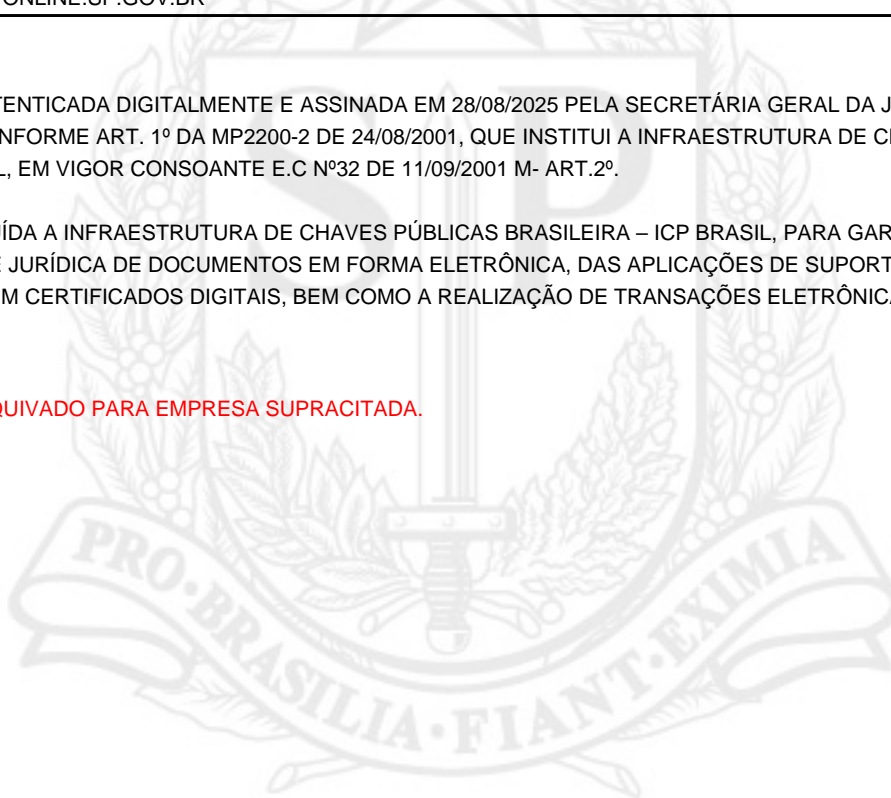 ONLINE.SP.GOV.BR
TENTICADA DIGITALMENTE E ASSINADA EM 28/08/2025 PELA SECRETÁRIA GERAL DA J
NFORME ART. 1º DA MP2200-2 DE 24/08/2001, QUE INSTITUI A INFRAESTRUTURA DE C
L, EM VIGOR CONSOANTE E.C Nº32 DE 11/09/2001 M- ART.2º.
ÍDA A INFRAESTRUTURA DE CHAVES PÚBLICAS BRASILEIRA – ICP BRASIL, PARA GAR
E JURÍDICA DE DOCUMENTOS EM FORMA ELETRÔNICA, DAS APLICAÇÕES DE SUPORT
M CERTIFICADOS DIGITAIS, BEM COMO A REALIZAÇÃO DE TRANSAÇÕES ELETRÔNICA
QUIVADO PARA EMPRESA SUPRACITADA.
SP
PRO·BRASILIA·FIANT·EXIMIA